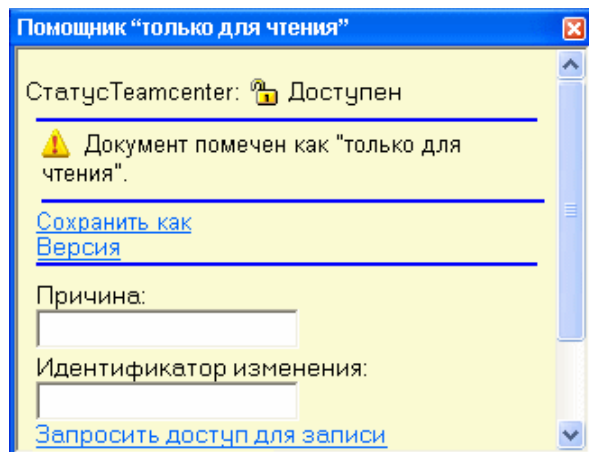 Помощник “только для чтения”
СтатусTeamcenter: Доступен
Документ помечен как "только для
чтения".
Сохранить как
Версия
Причина:
Идентификатор изменения:
Запросить доступ для записи